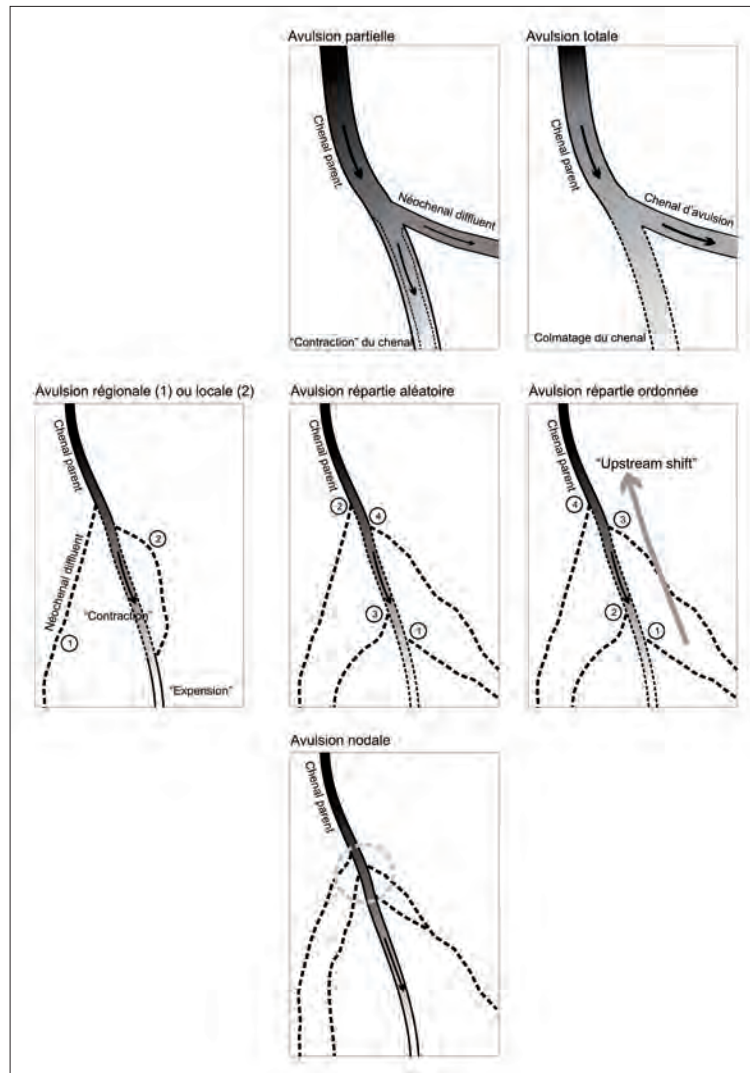 Avulsion partielle
Chenal parent
Néochenal diffluent
"Contraction" du chenal
Avulsion totale
Chenal parent
Chenal d'avulsion
Colmatage du chenal
Avulsion régionale (1) ou locale (2)
Chenal parent
2
Néochenal diffluent
"Contraction"
1
"Expension"
Avulsion répartie aléatoire
Chenal parent
2
4
3
1
Avulsion répartie ordonnée
Chenal parent
"Upstream shift"
4
3
2
1
Avulsion nodale
Chenal parent